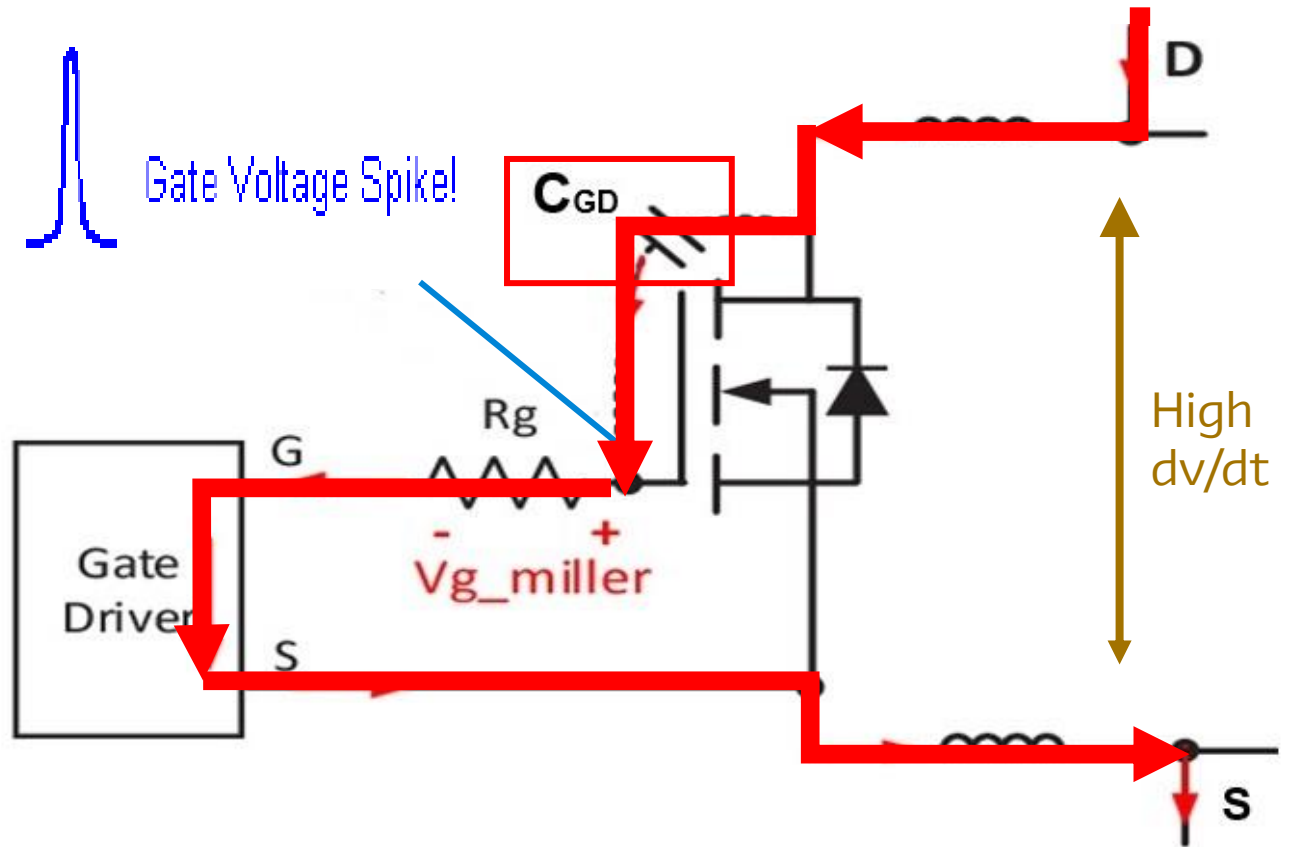 D
Gate Voltage Spike!
CGD
High
dv/dt
Rg
G
- +
Vg_miller
Gate
Driver
S
S